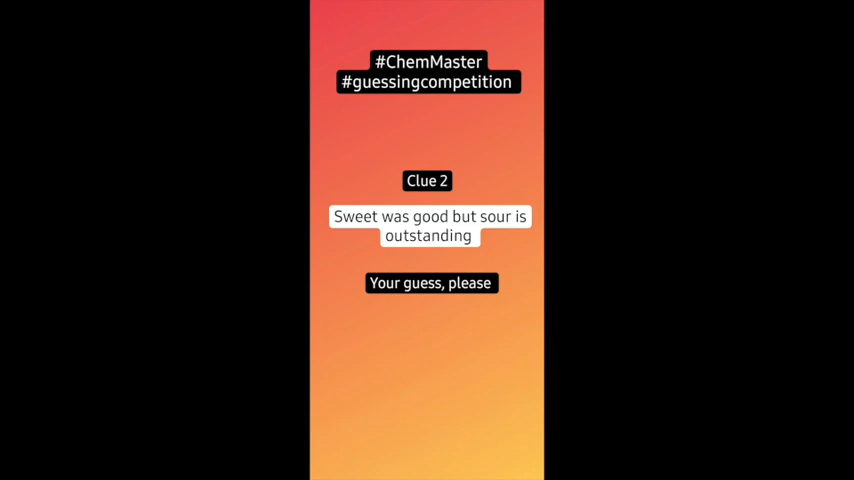 #ChemMaster
#guessingcompetition
Clue 2
Sweet was good but sour is
outstanding
Your guess, please